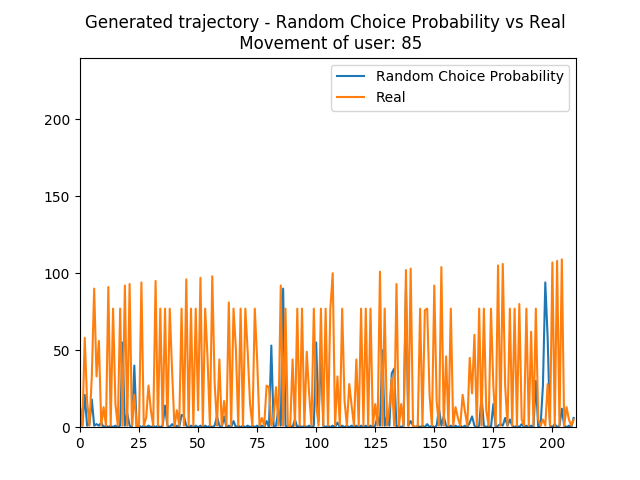 Generated trajectory - Random Choice Probability vs Real
Movement of user: 85
Random Choice Probability
Real
200
150
100
50
0
0 25 50 75 100 125 150 175 200